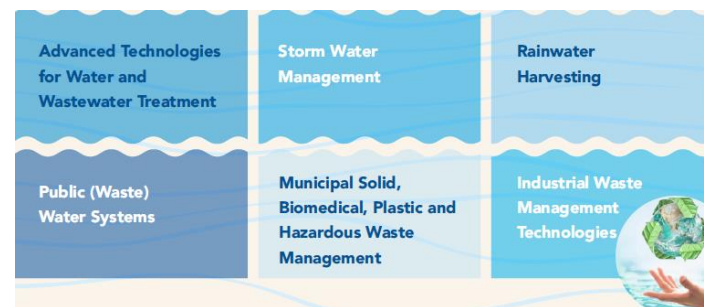 Advanced Technologies
for Water and
Wastewater Treatment
Storm Water
Management
Rainwater
Harvesting
Public (Waste)
Water Systems
Municipal Solid,
Biomedical, Plastic and
Hazardous Waste
Management
Industrial Waste
Management
Technologies